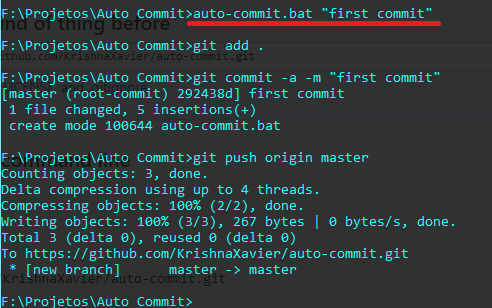 F:\Projetos\Auto Commit>auto-commit.bat "first commit"
F:\Projetos\Auto Commit>git add .
F:\Projetos\Auto Commit>git commit -a -m "first commit"
[master (root-commit) 292438d] first commit
 1 file changed, 5 insertions(+)
 create mode 100644 auto-commit.bat
F:\Projetos\Auto Commit>git push origin master
Counting objects: 3, done.
Delta compression using up to 4 threads.
Compressing objects: 100% (2/2), done.
Writing objects: 100% (3/3), 267 bytes | 0 bytes/s, done.
Total 3 (delta 0), reused 0 (delta 0)
To https://github.com/KrishnaXavier/auto-commit.git
 * [new branch]      master -> master
F:\Projetos\Auto Commit>